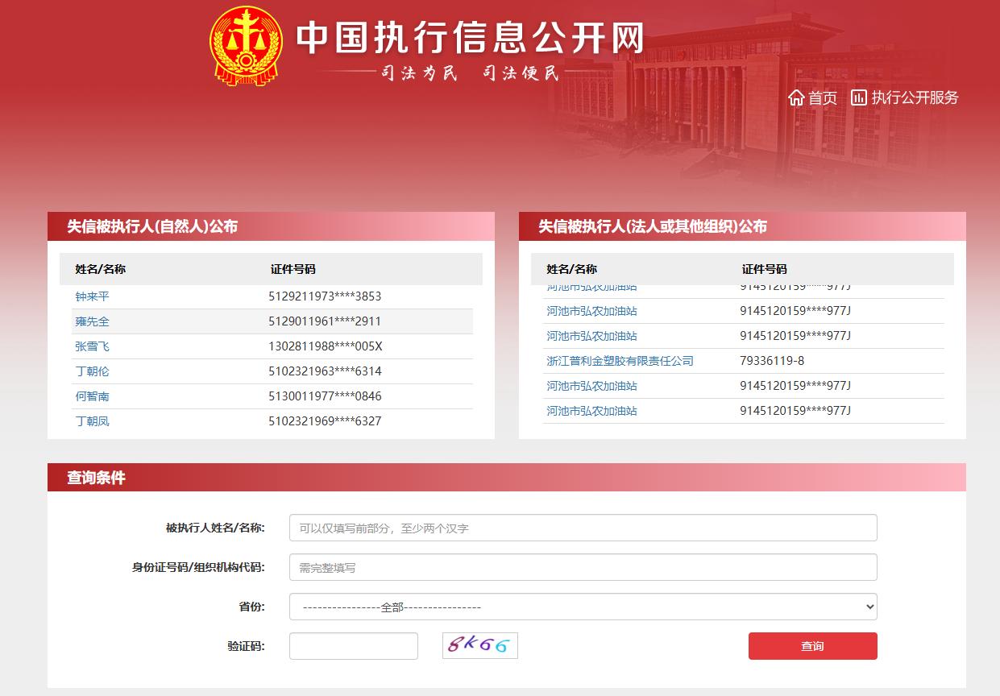 中国执行信息公开网
司法为民 司法便民
首页 执行公开服务
失信被执行人(自然人)公布
姓名/名称 证件号码
钟来平 5129211973****3853
雍先全 5129011961****2911
张雪飞 1302811988****005X
丁朝伦 5102321963****6314
何智南 5130011977****0846
丁朝凤 5102321969****6327
失信被执行人(法人或其他组织)公布
姓名/名称 证件号码
河池市弘农加油站 9145120159****977J
河池市弘农加油站 9145120159****977J
河池市弘农加油站 9145120159****977J
浙江普利金塑胶有限责任公司 79336119-8
河池市弘农加油站 9145120159****977J
河池市弘农加油站 9145120159****977J
查询条件
被执行人姓名/名称: 可以仅填写前部分，至少两个汉字
身份证号码/组织机构代码: 需完整填写
省份: ----------------全部----------------
验证码: 8K66 查询